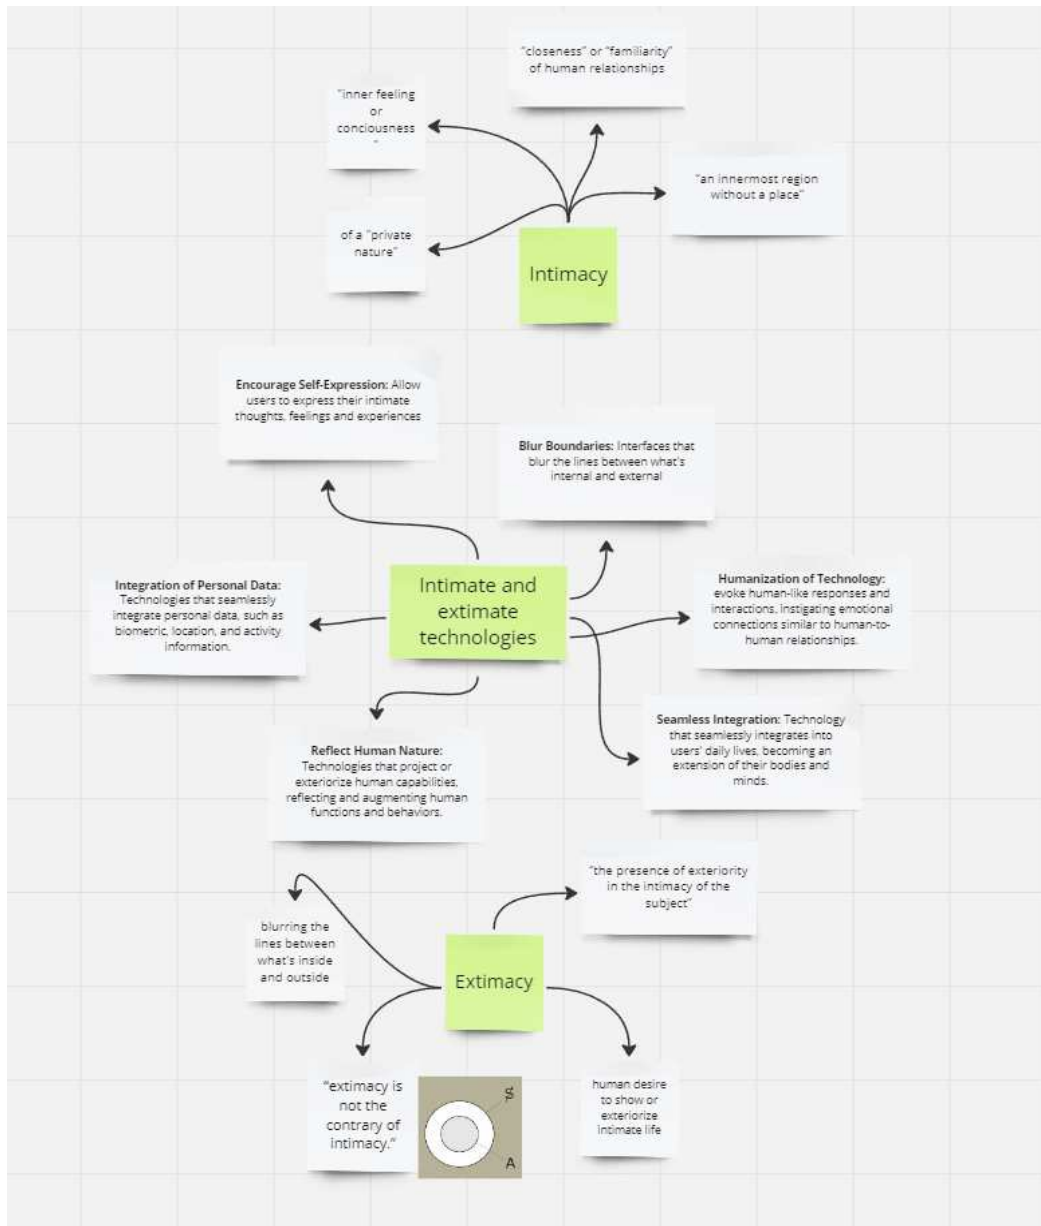 "closeness" or "familiarity"
of human relationships
"inner feeling
or
conciousness
"
"an innermost region
without a place"
of a "private
nature"
Intimacy
Encourage Self-Expression: Allow
users to express their intimate
thoughts, feelings and experiences
Blur Boundaries: Interfaces that
blur the lines between what's
internal and external
Integration of Personal Data:
Technologies that seamlessly
integrate personal data, such as
biometric, location, and activity
information.
Intimate and
extimate
technologies
Humanization of Technology:
evoke human-like responses and
interactions, instigating emotional
connections similar to human-to-
human relationships.
Seamless Integration: Technology
that seamlessly integrates into
users' daily lives, becoming an
extension of their bodies and
minds.
Reflect Human Nature:
Technologies that project or
exteriorize human capabilities,
reflecting and augmenting human
functions and behaviors.
"the presence of exteriority
in the intimacy of the
subject"
blurring the
lines between
what's inside
and outside
Extimacy
"extimacy is
not the
contrary of
intimacy."
$
A
human desire
to show or
exteriorize
intimate life